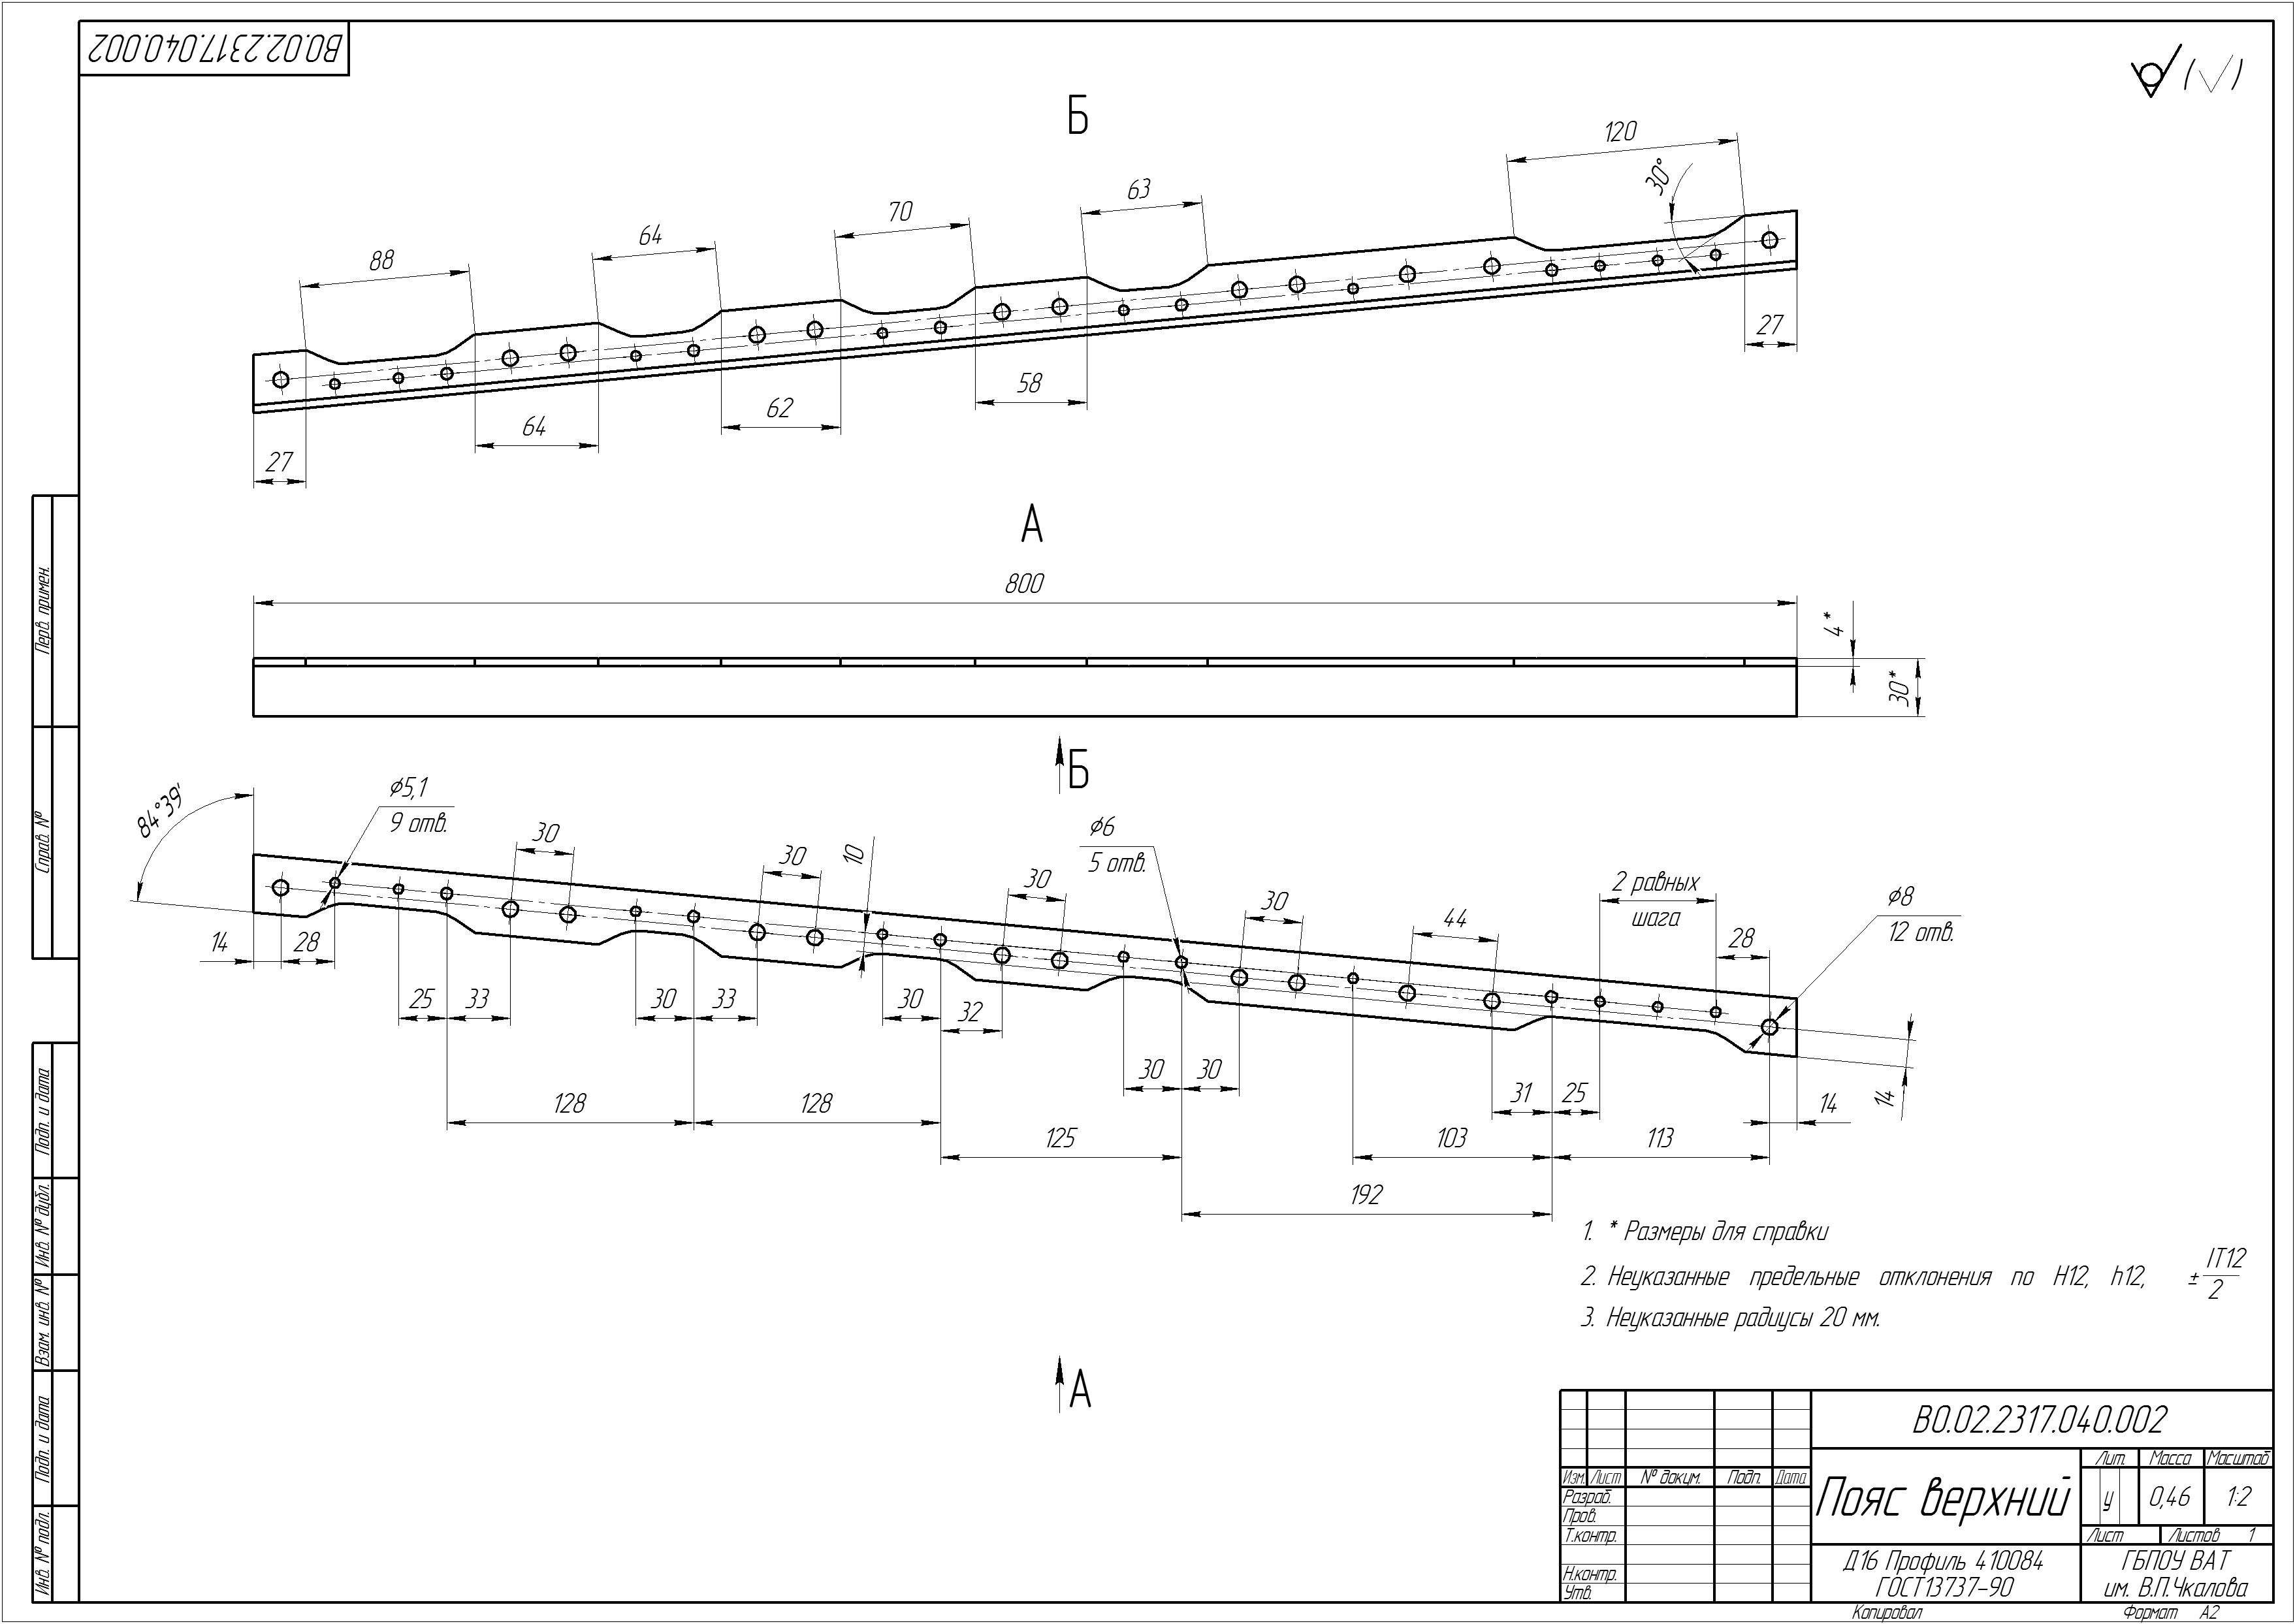 В0.02.2317.040.002
(√)
Б
120
30°
63
70
64
88
27
58
62
64
27
А
800
4*
30*
Б
84°39'
⌀5,1
9 отв.
30
30
10
⌀6
5 отв.
30
30
44
2 равных
шага
⌀8
12 отв.
28
14
28
25
33
30
33
30
32
30
30
31
25
14
14
128
128
125
103
113
192
1. * Размеры для справки
2. Неуказанные предельные отклонения по H12, h12, ± IT12/2
3. Неуказанные радиусы 20 мм.
А
Перв. примен.
Справ. №
Подп. и дата
Инв. № дубл.
Взам. инв. №
Подп. и дата
Инв. № подл.
В0.02.2317.040.002
Изм. Лист № докум. Подп. Дата
Разраб.
Пров.
Т.контр.
Н.контр.
Утв.
Пояс верхний
Лит. Масса Масштаб
у 0,46 1:2
Лист Листов 1
Д16 Профиль 410084
ГОСТ13737-90
ГБПОУ ВАТ
им. В.П.Чкалова
Копировал Формат А2